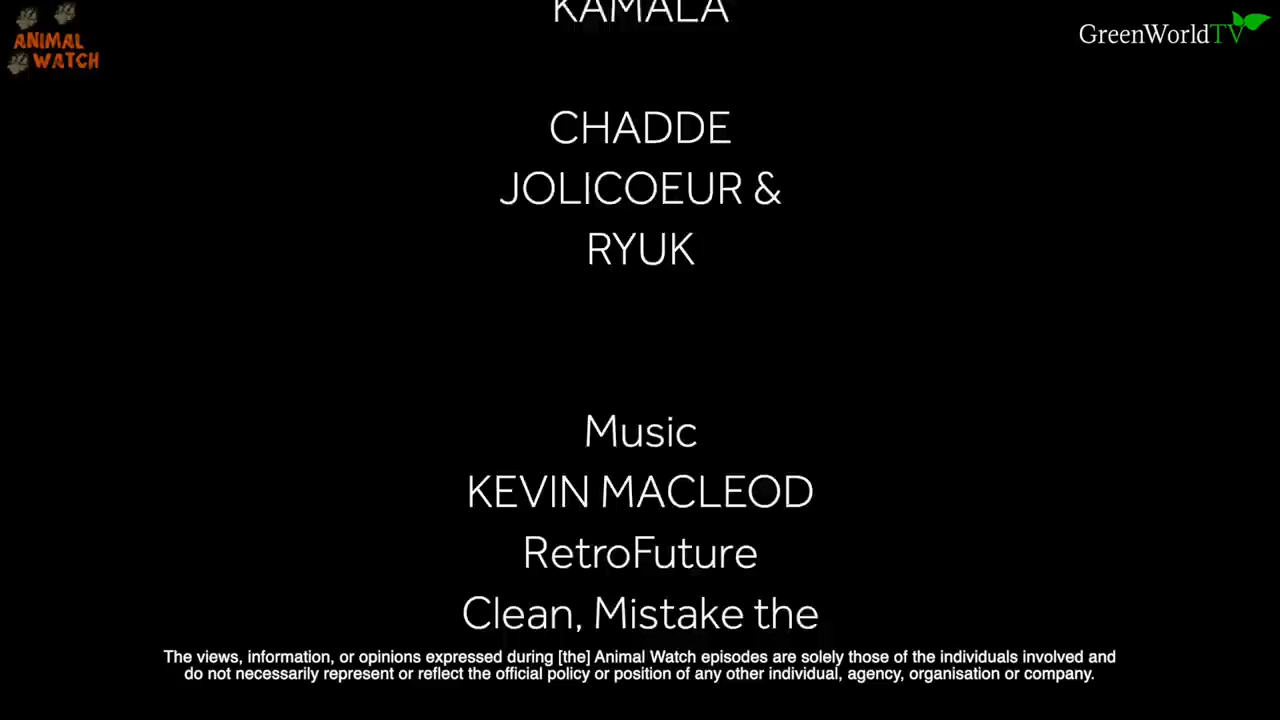 KAMALA
ANIMAL
WATCH
GreenWorldTV
CHADDE
JOLICOEUR &
RYUK
Music
KEVIN MACLEOD
RetroFuture
Clean, Mistake the
The views, information, or opinions expressed during [the] Animal Watch episodes are solely those of the individuals involved and
do not necessarily represent or reflect the official policy or position of any other individual, agency, organisation or company.